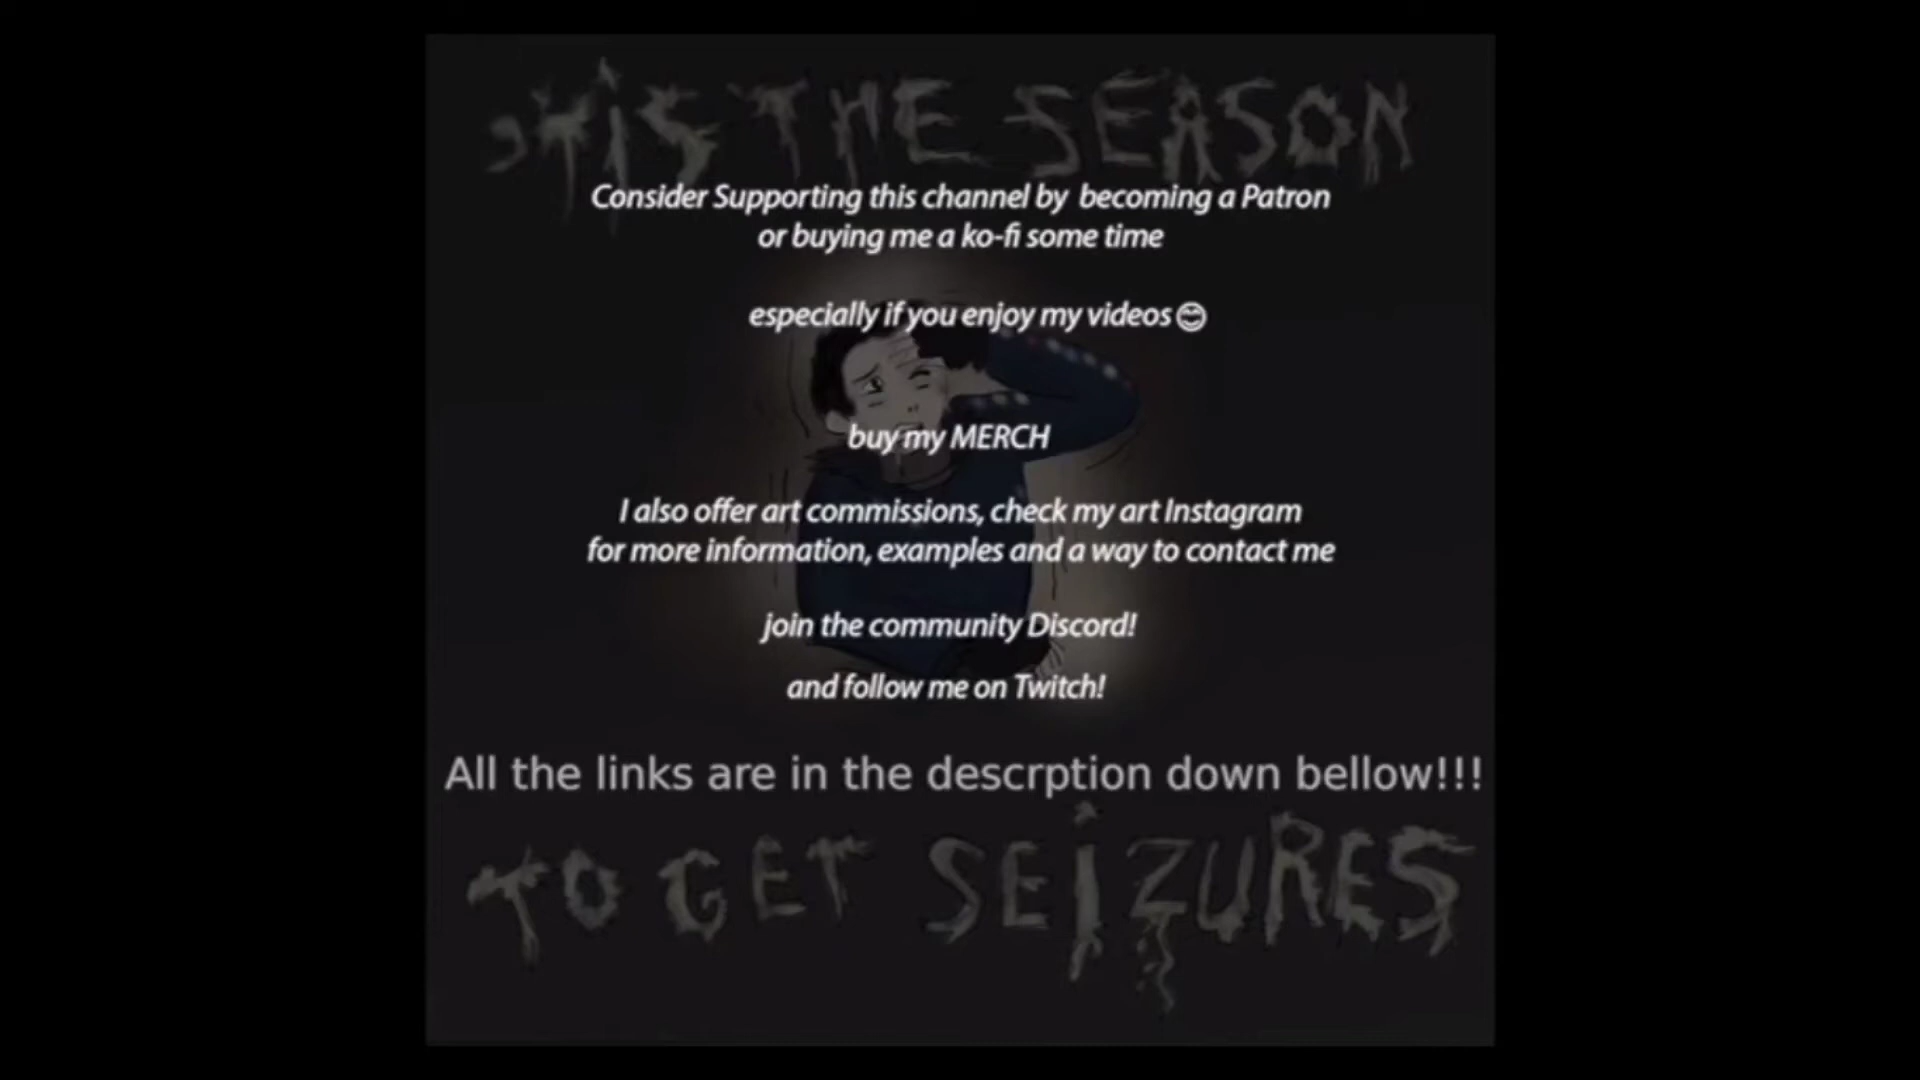 'TIS THE SEASON
Consider Supporting this channel by becoming a Patron
or buying me a ko-fi some time
especially if you enjoy my videos😊
buy my MERCH
I also offer art commissions, check my art Instagram
for more information, examples and a way to contact me
join the community Discord!
and follow me on Twitch!
All the links are in the descrption down bellow!!!
TO GET SEiZURES